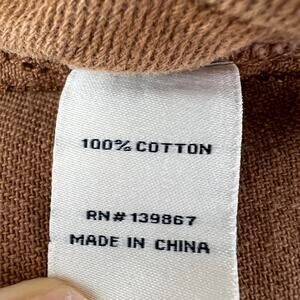 100% COTTON
RN# 139867
MADE IN CHINA